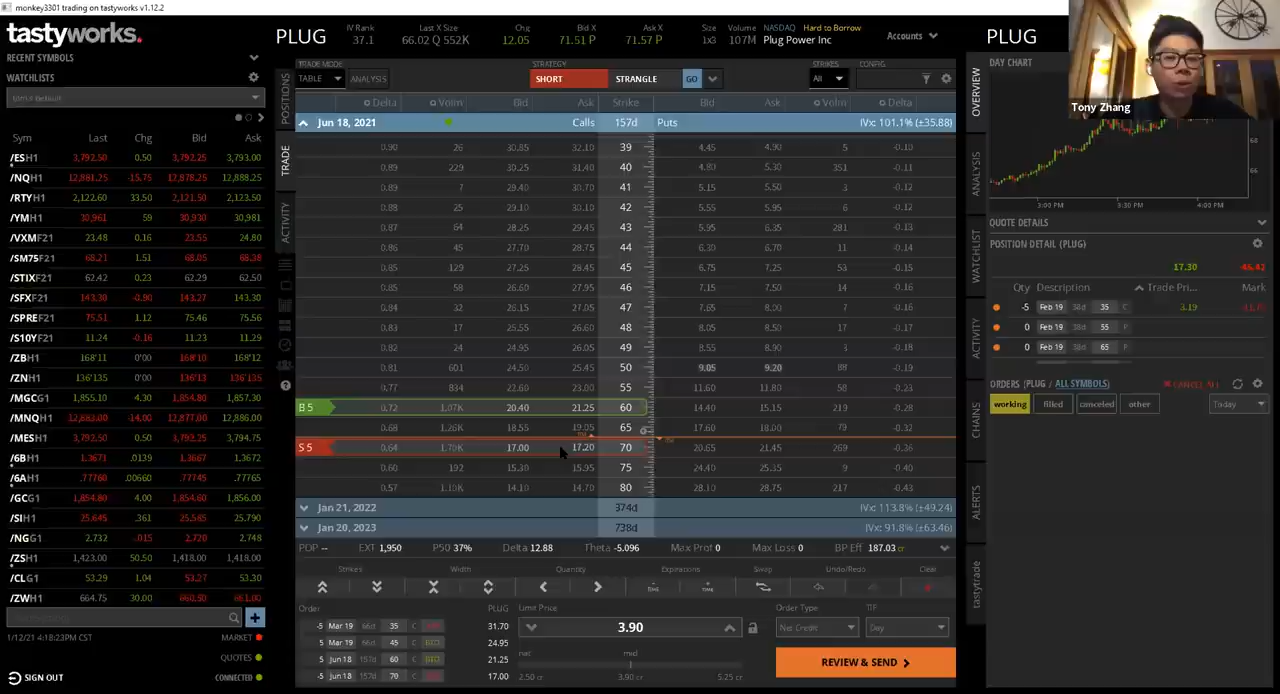 monkey3301 trading on tastyworks v1.12.2
tastyworks.
RECENT SYMBOLS
WATCHLISTS
Sym Last Chg Bid Ask
/ESH1 3,792.50 0.50 3,792.25 3,793.00
/NQH1 12,881.25 -15.75 12,878.25 12,888.25
/RTYH1 2,122.60 33.50 2,121.50 2,123.50
/YMH1 30,961 59 30,930 30,981
/VXMF21 23.48 0.16 23.55 24.80
/SM75F21 68.21 1.51 68.05 68.38
/STIXF21 62.42 0.23 62.29 62.50
/SFXF21 143.30 -0.90 143.27 143.30
/SPREF21 75.51 1.12 75.46 75.56
/S10YF21 11.24 -0.16 11.23 11.29
/ZBH1 168'11 0'00 168'10 168'12
/ZNH1 136'135 0'00 136'13 136'135
/MGCG1 1,855.10 4.30 1,854.80 1,857.30
/MNQH1 12,883.00 -14.00 12,877.00 12,886.00
/MESH1 3,792.50 0.50 3,792.25 3,794.75
/6BH1 1.3671 .0139 1.3667 1.3672
/6AH1 .77760 .00660 .77745 .77765
/GCG1 1,854.80 4.00 1,854.60 1,856.00
/SIH1 25.645 .361 25.585 25.790
/NGG1 2.732 -.015 2.720 2.748
/ZSH1 1,423.00 50.50 1,418.00 1,418.00
/CLG1 53.29 1.04 53.27 53.30
/ZWH1 664.75 30.00 660.50 661.00
1/12/21 4:18:23PM CST
MARKET
QUOTES
SIGN OUT
CONNECTED
PLUG
IV Rank Last X Size Chg Bid X Ask X Size Volume NASDAQ Hard to Borrow
37.1 66.02 Q 552K 12.05 71.51 P 71.57 P 1x3 107M Plug Power Inc
Accounts
TRADE MODE STRATEGY STRIKES CONFIG
TABLE ANALYSIS SHORT STRANGLE GO All
POSITIONS
TRADE
ACTIVITY
Delta Volm Bid Ask Strike Bid Ask Volm Delta
Jun 18, 2021 Calls 157d Puts IVx: 101.1% (±35.88)
0.90 26 30.85 32.10 39 4.45 4.90 5 -0.10
0.89 229 30.25 31.40 40 4.80 5.30 351 -0.11
0.89 7 29.40 30.70 41 5.15 5.50 3 -0.12
0.88 25 29.10 30.10 42 5.55 5.95 6 -0.12
0.87 64 28.25 29.45 43 5.95 6.35 281 -0.13
0.86 45 27.70 28.75 44 6.30 6.70 11 -0.14
0.85 129 27.25 28.45 45 6.75 7.25 53 -0.15
0.85 58 26.60 27.95 46 7.15 7.50 14 -0.16
0.84 32 26.15 27.10 47 7.65 8.00 7 -0.16
0.83 17 25.55 26.60 48 8.05 8.50 17 -0.17
0.82 24 24.95 26.05 49 8.55 8.90 3 -0.18
0.81 601 24.50 25.45 50 9.05 9.20 88 -0.19
0.77 834 22.60 23.00 55 11.60 11.80 58 -0.23
B 5 0.72 1.07K 20.40 21.25 60 14.40 15.15 219 -0.28
0.68 1.26K 18.55 19.05 65 17.60 18.00 79 -0.32
S 5 0.64 1.70K 17.00 17.20 70 20.65 21.45 269 -0.36
0.60 192 15.30 15.95 75 24.40 25.35 9 -0.40
0.57 1.10K 14.10 14.70 80 28.10 28.75 217 -0.43
Jan 21, 2022 374d IVx: 113.8% (±49.24)
Jan 20, 2023 738d IVx: 91.8% (±63.46)
POP -- EXT 1,950 P50 37% Delta 12.88 Theta -5.096 Max Prof 0 Max Loss 0 BP Eff 187.03 cr
Strikes Width Quantity Expirations Swap Undo/Redo Clear
Order PLUG Limit Price Order Type TIF
-5 Mar 19 66d 35 C 31.70
5 Mar 19 66d 45 C BTO 24.95
5 Jun 18 157d 60 C BTO 21.25
-5 Jun 18 157d 70 C 17.00
3.90
Net Credit Day
nat mid
2.50 cr 3.90 cr 5.25 cr
REVIEW & SEND
OVERVIEW
ANALYSIS
WATCHLIST
ACTIVITY
CHAINS
ALERTS
tastytrade
PLUG
DAY CHART
Tony Zhang
68
66
3:00 PM 3:30 PM 4:00 PM
QUOTE DETAILS
POSITION DETAIL (PLUG)
17.30 -45.42
Qty Description Trade Pri... Mark
-5 Feb 19 38d 35 C 3.19
0 Feb 19 38d 55 P
0 Feb 19 38d 65 P
ORDERS (PLUG / ALL SYMBOLS) CANCEL ALL
working filled canceled other Today